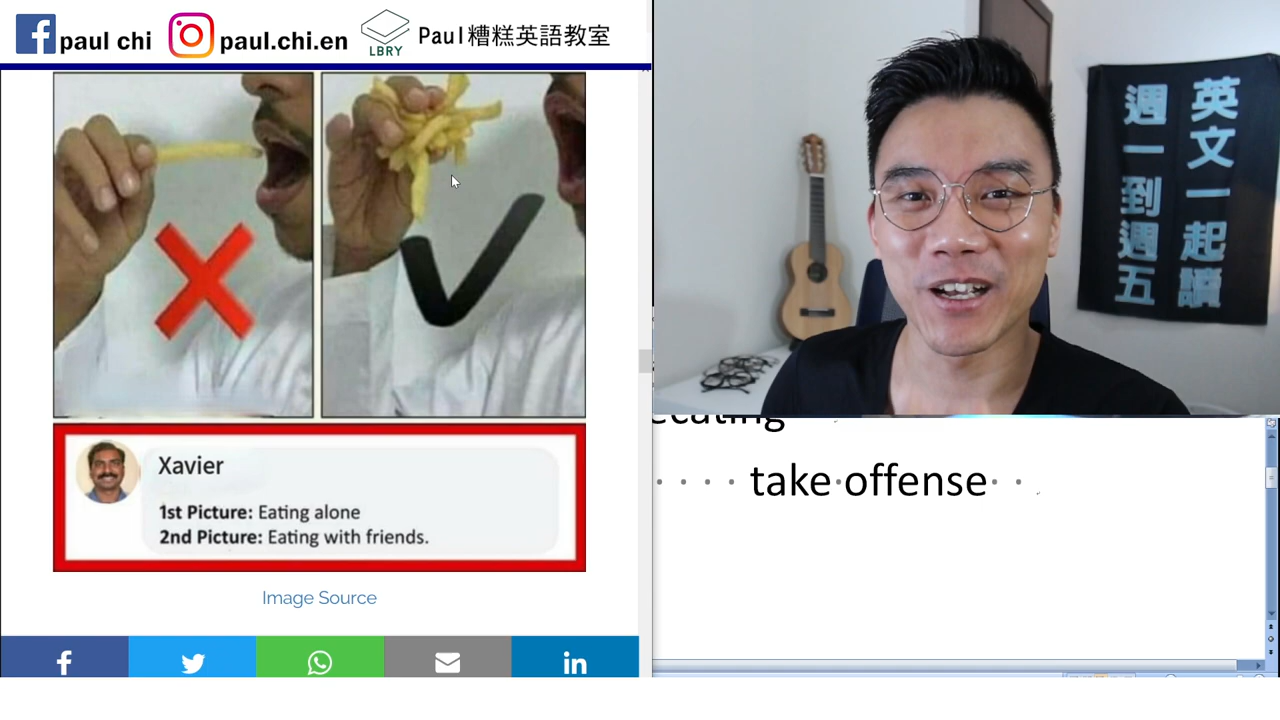 paul chi
paul.chi.en
LBRY
Paul糟糕英語教室
Xavier
1st Picture: Eating alone
2nd Picture: Eating with friends.
Image Source
英文一起讀
週一到週五
take offense